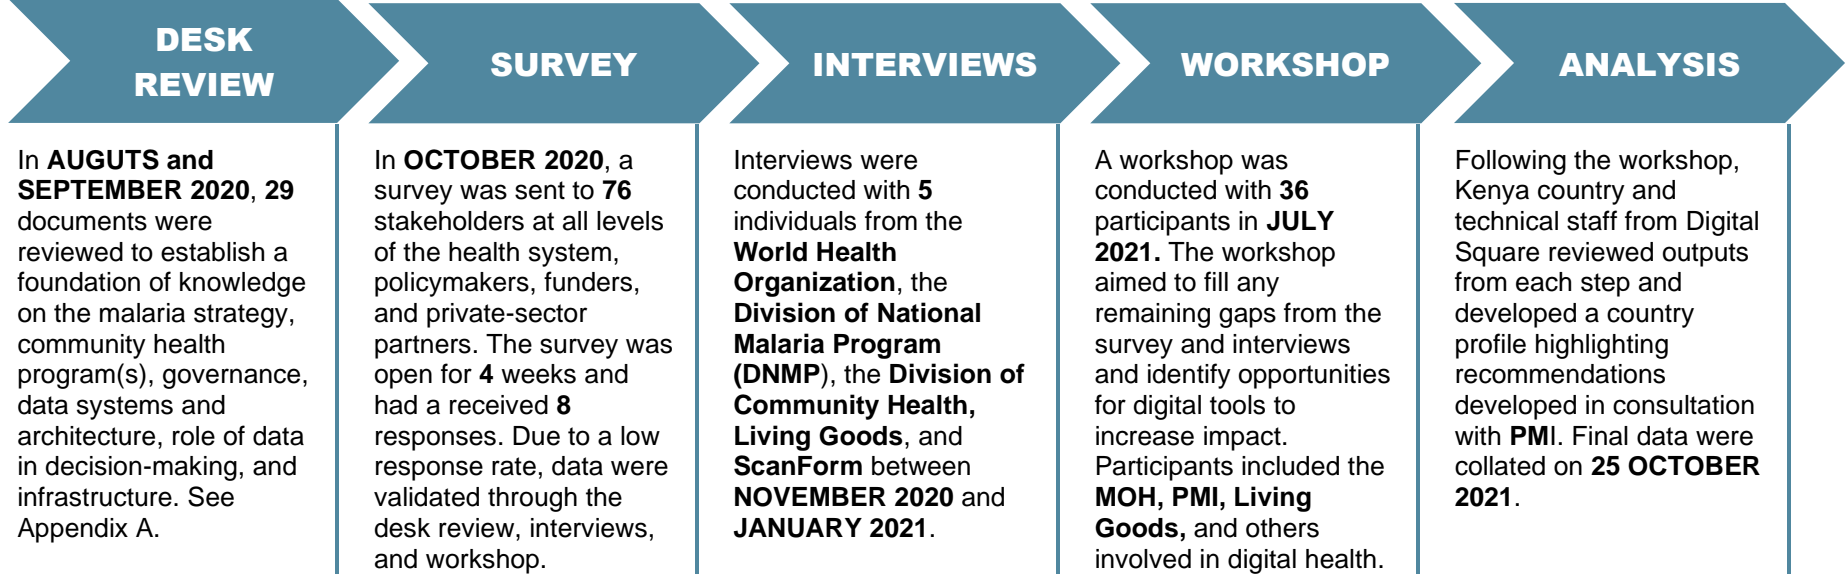 DESK
REVIEW
In AUGUTS and
SEPTEMBER 2020, 29
documents were
reviewed to establish a
foundation of knowledge
on the malaria strategy,
community health
program(s), governance,
data systems and
architecture, role of data
in decision-making, and
infrastructure. See
Appendix A.
SURVEY
In OCTOBER 2020, a
survey was sent to 76
stakeholders at all levels
of the health system,
policymakers, funders,
and private-sector
partners. The survey was
open for 4 weeks and
had a received 8
responses. Due to a low
response rate, data were
validated through the
desk review, interviews,
and workshop.
INTERVIEWS
Interviews were
conducted with 5
individuals from the
World Health
Organization, the
Division of National
Malaria Program
(DNMP), the Division of
Community Health,
Living Goods, and
ScanForm between
NOVEMBER 2020 and
JANUARY 2021.
WORKSHOP
A workshop was
conducted with 36
participants in JULY
2021. The workshop
aimed to fill any
remaining gaps from the
survey and interviews
and identify opportunities
for digital tools to
increase impact.
Participants included the
MOH, PMI, Living
Goods, and others
involved in digital health.
ANALYSIS
Following the workshop,
Kenya country and
technical staff from Digital
Square reviewed outputs
from each step and
developed a country
profile highlighting
recommendations
developed in consultation
with PMI. Final data were
collated on 25 OCTOBER
2021.